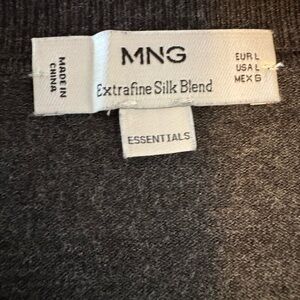 MADE IN
CHINA
MNG
Extrafine Silk Blend
EUR L
USA L
MEX G
ESSENTIALS